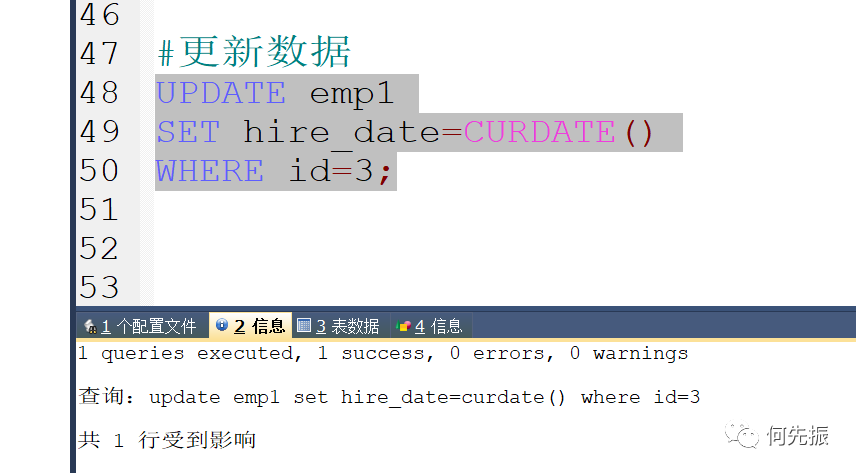 46
47 #更新数据
48 UPDATE emp1
49 SET hire_date=CURDATE()
50 WHERE id=3;
51
52
53
1 个配置文件 2 信息 3 表数据 4 信息
1 queries executed, 1 success, 0 errors, 0 warnings
查询：update emp1 set hire_date=curdate() where id=3
共 1 行受到影响
何先振